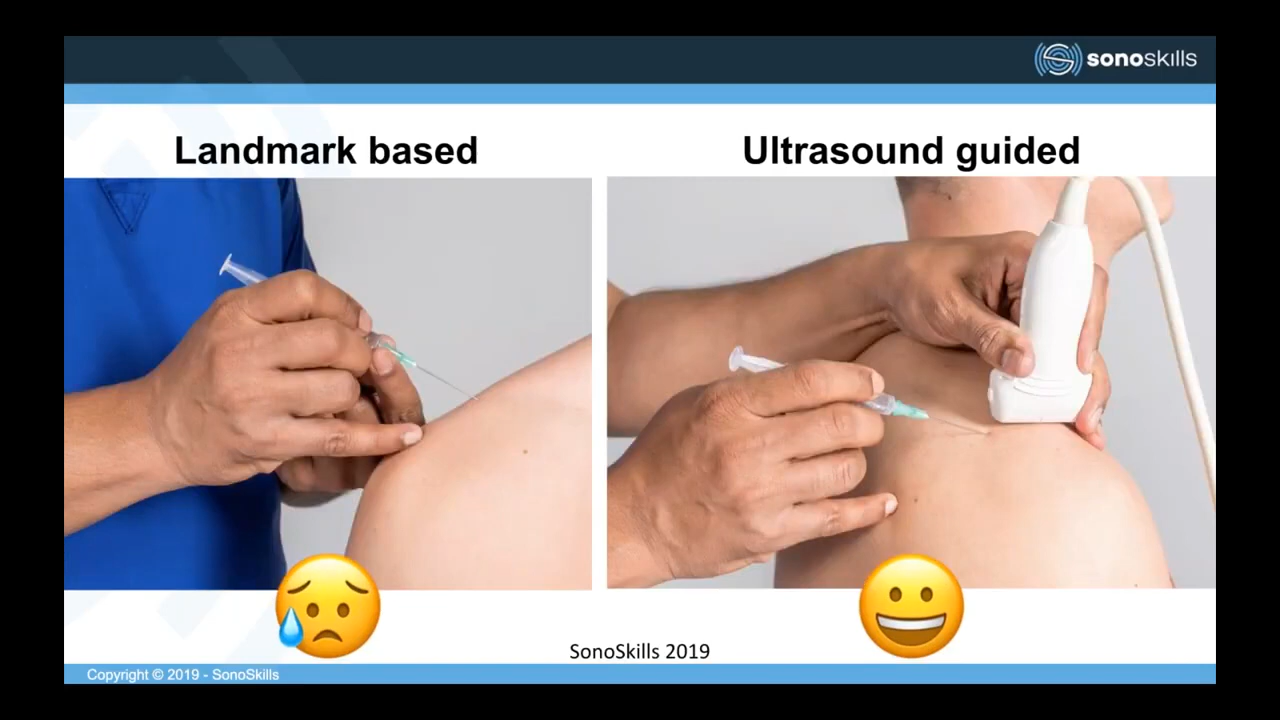 sonoskills
Landmark based
Ultrasound guided
SonoSkills 2019
Copyright © 2019 - SonoSkills